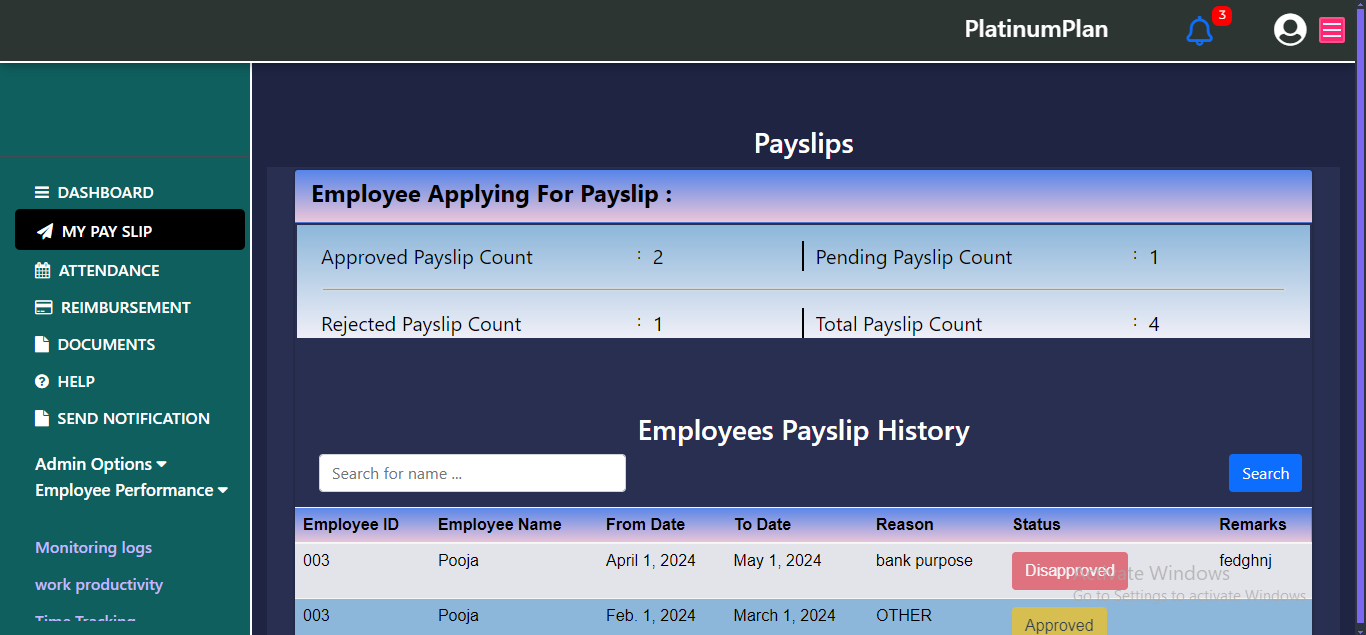 PlatinumPlan
3
Payslips
DASHBOARD
MY PAY SLIP
ATTENDANCE
REIMBURSEMENT
DOCUMENTS
HELP
SEND NOTIFICATION
Admin Options
Employee Performance
Monitoring logs
work productivity
Time Tracking
Employee Applying For Payslip :
Approved Payslip Count : 2 Pending Payslip Count : 1
Rejected Payslip Count : 1 Total Payslip Count : 4
Employees Payslip History
Search for name ... Search
Employee ID Employee Name From Date To Date Reason Status Remarks
003 Pooja April 1, 2024 May 1, 2024 bank purpose Disapproved fedghnj
003 Pooja Feb. 1, 2024 March 1, 2024 OTHER Approved
Activate Windows
Go to Settings to activate Windows.